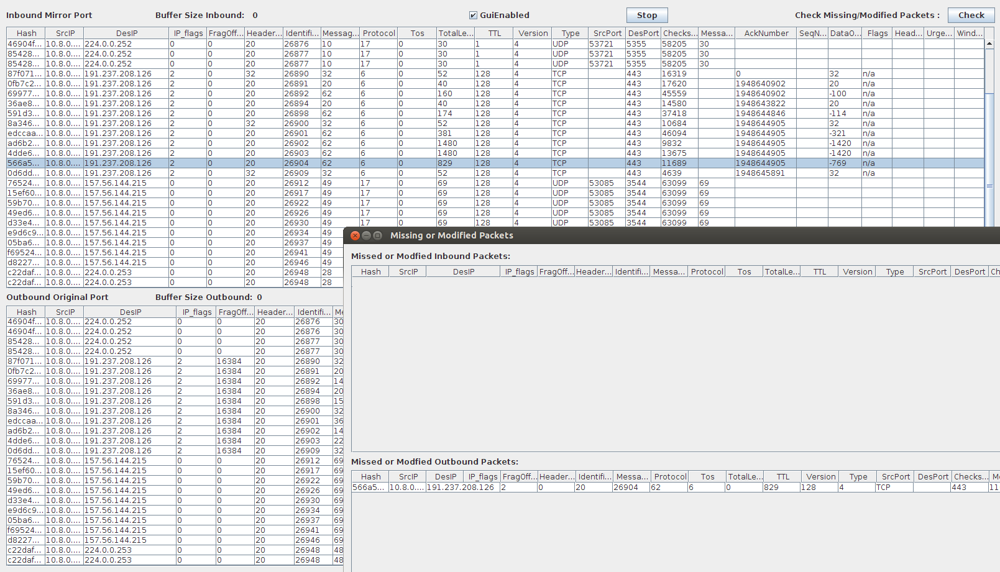 Inbound Mirror Port Buffer Size Inbound: 0 GuiEnabled Stop Check Missing/Modified Packets : Check
Hash SrcIP DesIP IP_flags FragOff... Header... Identifi... Messag... Protocol Tos TotalLe... TTL Version Type SrcPort DesPort Checks... Messa... AckNumber SeqN... DataO... Flags Head... Urge... Wind...
46904f... 10.8.0.... 224.0.0.252 0 0 20 26876 10 17 0 30 1 4 UDP 53721 5355 58205 30
85428... 10.8.0.... 224.0.0.252 0 0 20 26877 10 17 0 30 1 4 UDP 53721 5355 58205 30
85428... 10.8.0.... 224.0.0.252 0 0 20 26877 10 17 0 30 1 4 UDP 53721 5355 58205 30
87f071... 10.8.0.... 191.237.208.126 2 0 32 26890 32 6 0 52 128 4 TCP 443 16319 0 32 n/a
0fb7c2... 10.8.0.... 191.237.208.126 2 0 20 26891 20 6 0 40 128 4 TCP 443 17620 1948640902 20 n/a
69977... 10.8.0.... 191.237.208.126 2 0 20 26892 62 6 0 160 128 4 TCP 443 45559 1948640902 -100 n/a
36ae8... 10.8.0.... 191.237.208.126 2 0 20 26894 20 6 0 40 128 4 TCP 443 14580 1948643822 20 n/a
591d3... 10.8.0.... 191.237.208.126 2 0 20 26898 62 6 0 174 128 4 TCP 443 37418 1948644846 -114 n/a
8a346... 10.8.0.... 191.237.208.126 2 0 32 26900 32 6 0 52 128 4 TCP 443 10684 1948644905 32 n/a
edccaa... 10.8.0.... 191.237.208.126 2 0 20 26901 62 6 0 381 128 4 TCP 443 46094 1948644905 -321 n/a
ad6b2... 10.8.0.... 191.237.208.126 2 0 20 26902 62 6 0 1480 128 4 TCP 443 9832 1948644905 -1420 n/a
4dde6... 10.8.0.... 191.237.208.126 2 0 20 26903 62 6 0 1480 128 4 TCP 443 13675 1948644905 -1420 n/a
566a5... 10.8.0.... 191.237.208.126 2 0 20 26904 62 6 0 829 128 4 TCP 443 11689 1948644905 -769 n/a
0d6dd... 10.8.0.... 191.237.208.126 2 0 32 26909 32 6 0 52 128 4 TCP 443 4639 1948645891 32 n/a
76524... 10.8.0.... 157.56.144.215 0 0 20 26912 49 17 0 69 128 4 UDP 53085 3544 63099 69
15ef60... 10.8.0.... 157.56.144.215 0 0 20 26917 49 17 0 69 128 4 UDP 53085 3544 63099 69
59b70... 10.8.0.... 157.56.144.215 0 0 20 26922 49 17 0 69 128 4 UDP 53085 3544 63099 69
49ed6... 10.8.0.... 157.56.144.215 0 0 20 26926 49 17 0 69 128 4 UDP 53085 3544 63099 69
d33e4... 10.8.0.... 157.56.144.215 0 0 20 26930 49 17 0 69 128 4 UDP 53085 3544 63099 69
e9d6c9... 10.8.0.... 157.56.144.215 0 0 20 26934 49
05ba6... 10.8.0.... 157.56.144.215 0 0 20 26937 49
f69524... 10.8.0.... 157.56.144.215 0 0 20 26941 49
d8227... 10.8.0.... 157.56.144.215 0 0 20 26946 49
c22daf... 10.8.0.... 224.0.0.253 0 0 20 26948 28
c22daf... 10.8.0.... 224.0.0.253 0 0 20 26948 28
Outbound Original Port Buffer Size Outbound: 0
Hash SrcIP DesIP IP_flags FragOff... Header... Identifi... Me
46904f... 10.8.0.... 224.0.0.252 0 0 20 26876 30
46904f... 10.8.0.... 224.0.0.252 0 0 20 26876 30
85428... 10.8.0.... 224.0.0.252 0 0 20 26877 30
85428... 10.8.0.... 224.0.0.252 0 0 20 26877 30
87f071... 10.8.0.... 191.237.208.126 2 16384 20 26890 32
0fb7c2... 10.8.0.... 191.237.208.126 2 16384 20 26891 20
69977... 10.8.0.... 191.237.208.126 2 16384 20 26892 14
36ae8... 10.8.0.... 191.237.208.126 2 16384 20 26894 20
591d3... 10.8.0.... 191.237.208.126 2 16384 20 26898 15
8a346... 10.8.0.... 191.237.208.126 2 16384 20 26900 32
edccaa... 10.8.0.... 191.237.208.126 2 16384 20 26901 36
ad6b2... 10.8.0.... 191.237.208.126 2 16384 20 26902 14
4dde6... 10.8.0.... 191.237.208.126 2 16384 20 26903 22
0d6dd... 10.8.0.... 191.237.208.126 2 16384 20 26909 32
76524... 10.8.0.... 157.56.144.215 0 0 20 26912 69
15ef60... 10.8.0.... 157.56.144.215 0 0 20 26917 69
59b70... 10.8.0.... 157.56.144.215 0 0 20 26922 69
49ed6... 10.8.0.... 157.56.144.215 0 0 20 26926 69
d33e4... 10.8.0.... 157.56.144.215 0 0 20 26930 69
e9d6c9... 10.8.0.... 157.56.144.215 0 0 20 26934 69
05ba6... 10.8.0.... 157.56.144.215 0 0 20 26937 69
f69524... 10.8.0.... 157.56.144.215 0 0 20 26941 69
d8227... 10.8.0.... 157.56.144.215 0 0 20 26946 69
c22daf... 10.8.0.... 224.0.0.253 0 0 20 26948 48
c22daf... 10.8.0.... 224.0.0.253 0 0 20 26948 48
Missing or Modified Packets
Missed or Modfied Inbound Packets:
Hash SrcIP DesIP IP_flags FragOff... Header... Identifi... Messa... Protocol Tos TotalLe... TTL Version Type SrcPort DesPort Ch
Missed or Modfied Outbound Packets:
Hash SrcIP DesIP IP_flags FragOff... Header... Identifi... Messa... Protocol Tos TotalLe... TTL Version Type SrcPort DesPort Checks... M
566a5... 10.8.0.... 191.237.208.126 2 0 20 26904 62 6 0 829 128 4 TCP 443 11